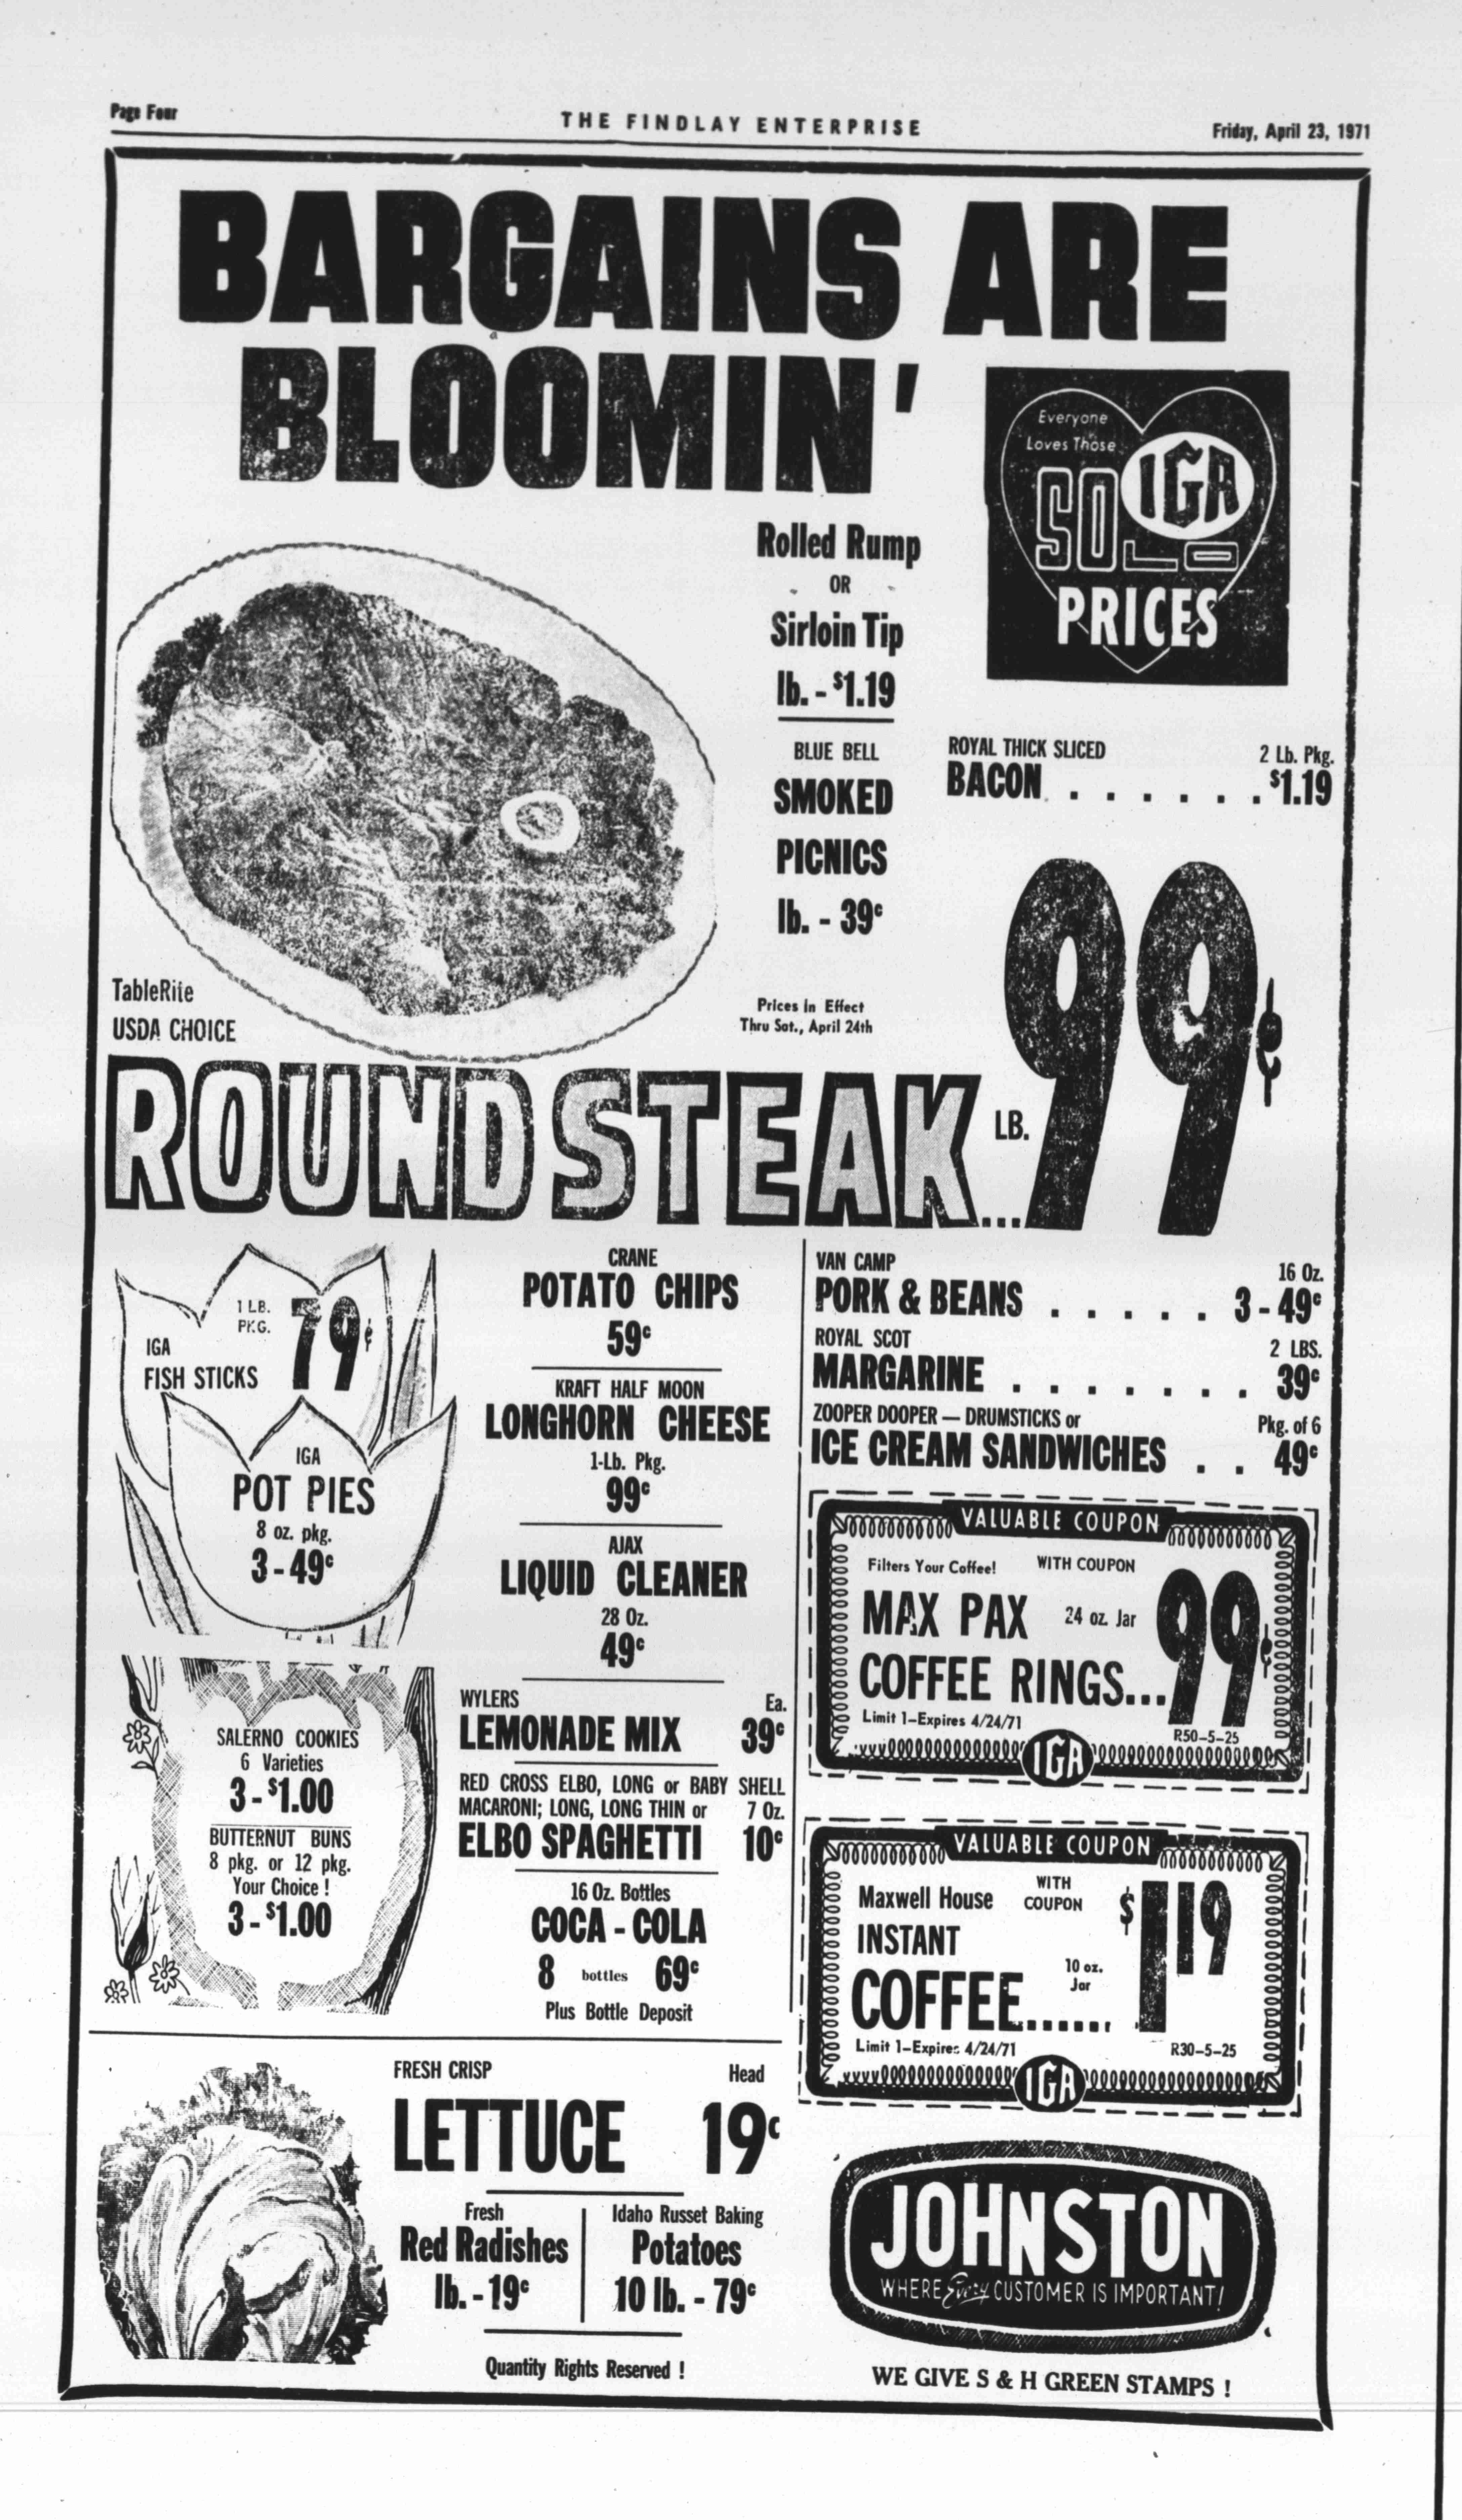 Page Four
THE FINDLAY ENTERPRISE
Friday, April 23, 1971
BARGAINS ARE
BLOOMIN'
Everyone
Loves Those
IGA
SOLO
PRICES
Rolled Rump
OR
Sirloin Tip
lb. - $1.19
BLUE BELL
SMOKED
PICNICS
lb. - 39¢
ROYAL THICK SLICED
2 Lb. Pkg.
BACON . . . . . . . $1.19
Prices in Effect
Thru Sat., April 24th
TableRite
USDA CHOICE
ROUND STEAK... LB. 99¢
1 LB.
PKG.
79¢
IGA
FISH STICKS
IGA
POT PIES
8 oz. pkg.
3 - 49¢
SALERNO COOKIES
6 Varieties
3 - $1.00
BUTTERNUT BUNS
8 pkg. or 12 pkg.
Your Choice !
3 - $1.00
CRANE
POTATO CHIPS
59¢
KRAFT HALF MOON
LONGHORN CHEESE
1-Lb. Pkg.
99¢
AJAX
LIQUID CLEANER
28 Oz.
49¢
WYLERS Ea.
LEMONADE MIX 39¢
RED CROSS ELBO, LONG or BABY SHELL
MACARONI; LONG, LONG THIN or 7 Oz.
ELBO SPAGHETTI 10¢
16 Oz. Bottles
COCA - COLA
8 bottles 69¢
Plus Bottle Deposit
VAN CAMP
16 Oz.
PORK & BEANS . . . . . 3 - 49¢
ROYAL SCOT
2 LBS.
MARGARINE . . . . . . . . 39¢
ZOOPER DOOPER — DRUMSTICKS or
Pkg. of 6
ICE CREAM SANDWICHES . . 49¢
VALUABLE COUPON
Filters Your Coffee! WITH COUPON
MAX PAX 24 oz. Jar
COFFEE RINGS... 99¢
Limit 1-Expires 4/24/71
R50-5-25
IGA
VALUABLE COUPON
Maxwell House WITH
COUPON
$1.19
INSTANT
10 oz.
Jar
COFFEE......
Limit 1-Expires 4/24/71
R30-5-25
IGA
FRESH CRISP Head
LETTUCE 19¢
Fresh
Red Radishes
lb. - 19¢
Idaho Russet Baking
Potatoes
10 lb. - 79¢
Quantity Rights Reserved !
JOHNSTON
WHERE Every CUSTOMER IS IMPORTANT!
WE GIVE S & H GREEN STAMPS !